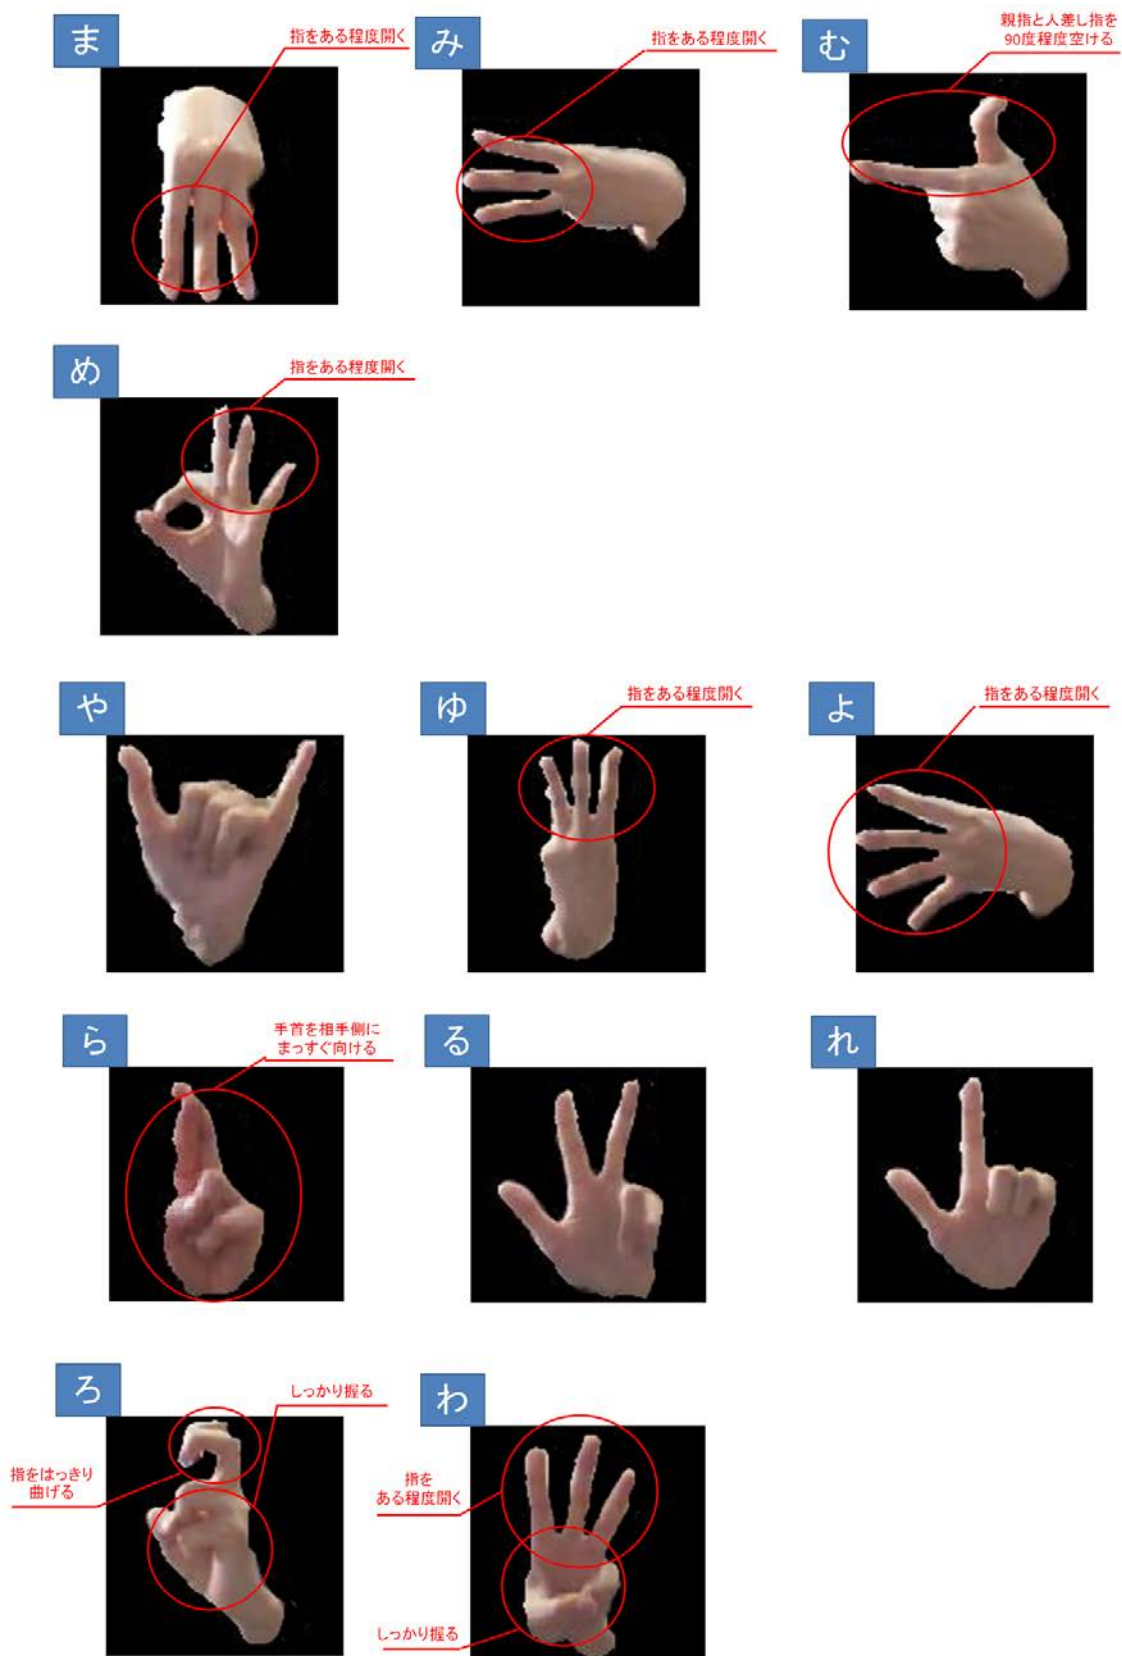 ま
指をある程度開く
み
指をある程度開く
む
親指と人差し指を
90度程度空ける
め
指をある程度開く
や
ゆ
指をある程度開く
よ
指をある程度開く
ら
手首を相手側に
まっすぐ向ける
る
れ
ろ
しっかり握る
指をはっきり
曲げる
わ
指を
ある程度開く
しっかり握る